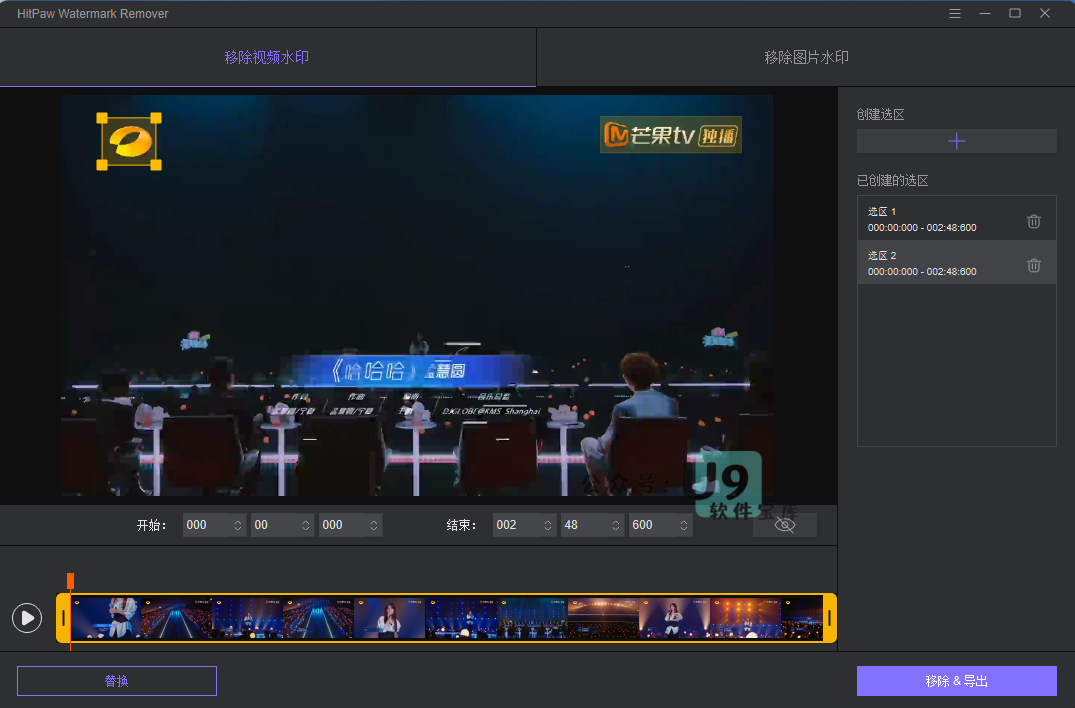 HitPaw Watermark Remover
移除视频水印
移除图片水印
芒果tv 独播
创建选区
已创建的选区
选区 1
000:00:000 - 002:48:600
选区 2
000:00:000 - 002:48:600
《哈哈哈》孟慧圆
作词 作曲 编曲 音乐总监
DJKLOBE@KMS Shanghai
公众号:
J9
软件宝库
开始: 000 00 000 结束: 002 48 600
替换
移除 & 导出